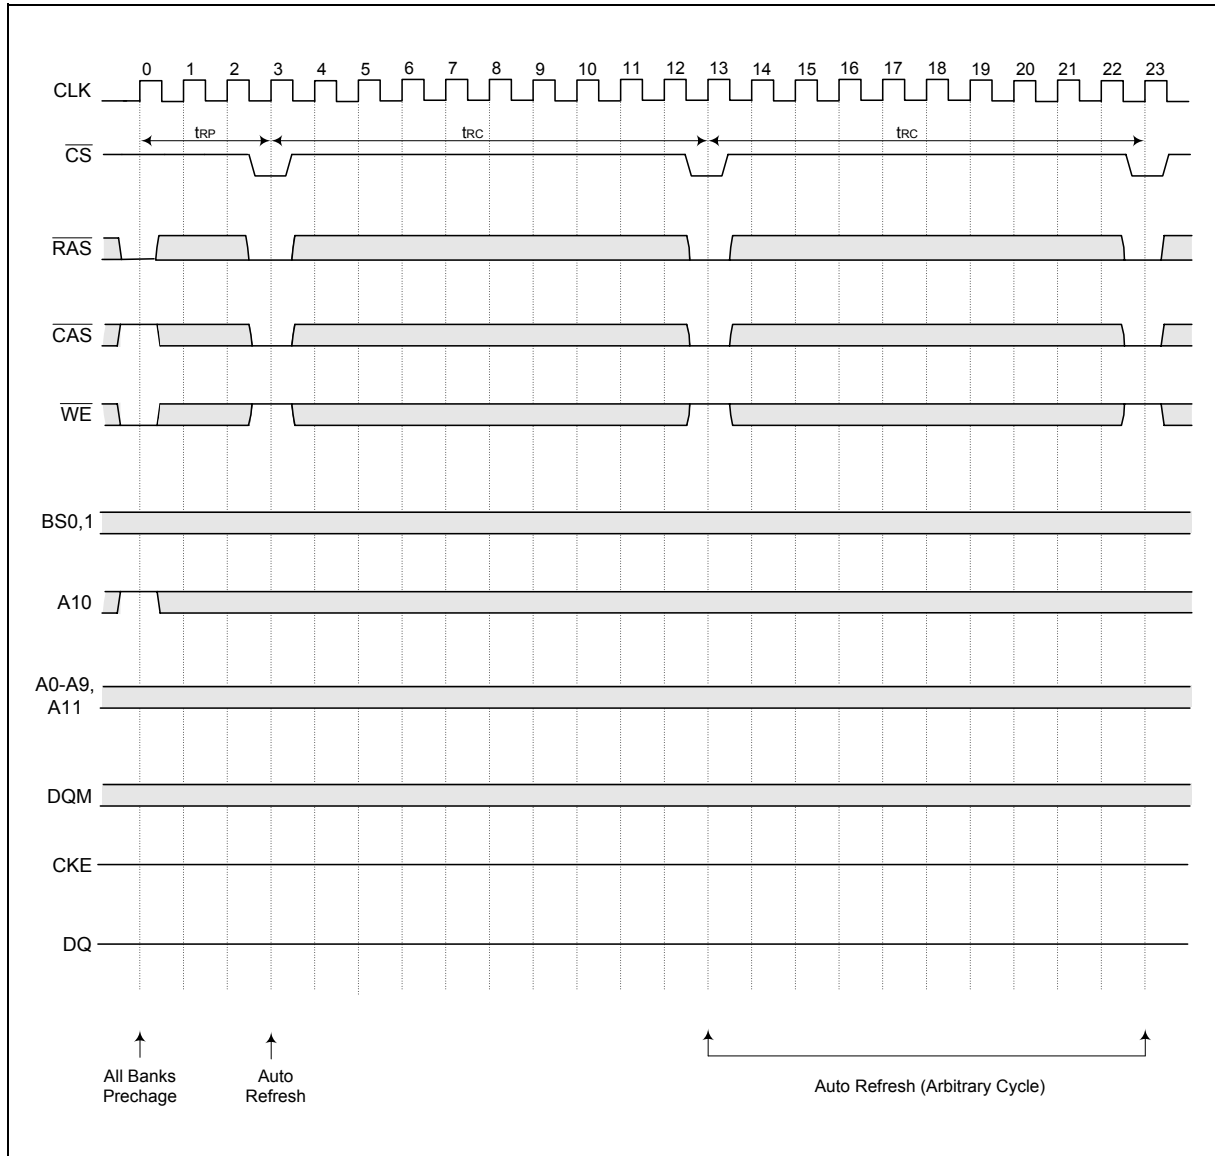 0 1 2 3 4 5 6 7 8 9 10 11 12 13 14 15 16 17 18 19 20 21 22 23
CLK
tRP tRC tRC
CS
RAS
CAS
WE
BS0,1
A10
A0-A9,
A11
DQM
CKE
DQ
All Banks
Prechage
Auto
Refresh
Auto Refresh (Arbitrary Cycle)